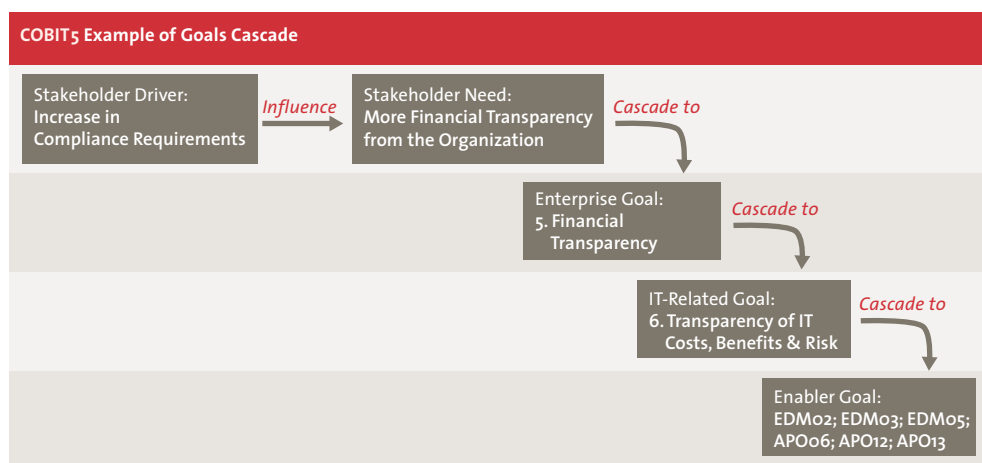 COBIT5 Example of Goals Cascade
Stakeholder Driver:
Increase in
Compliance Requirements
Influence
Stakeholder Need:
More Financial Transparency
from the Organization
Cascade to
Enterprise Goal:
5. Financial
Transparency
Cascade to
IT-Related Goal:
6. Transparency of IT
Costs, Benefits & Risk
Cascade to
Enabler Goal:
EDM02; EDM03; EDM05;
APO06; APO12; APO13